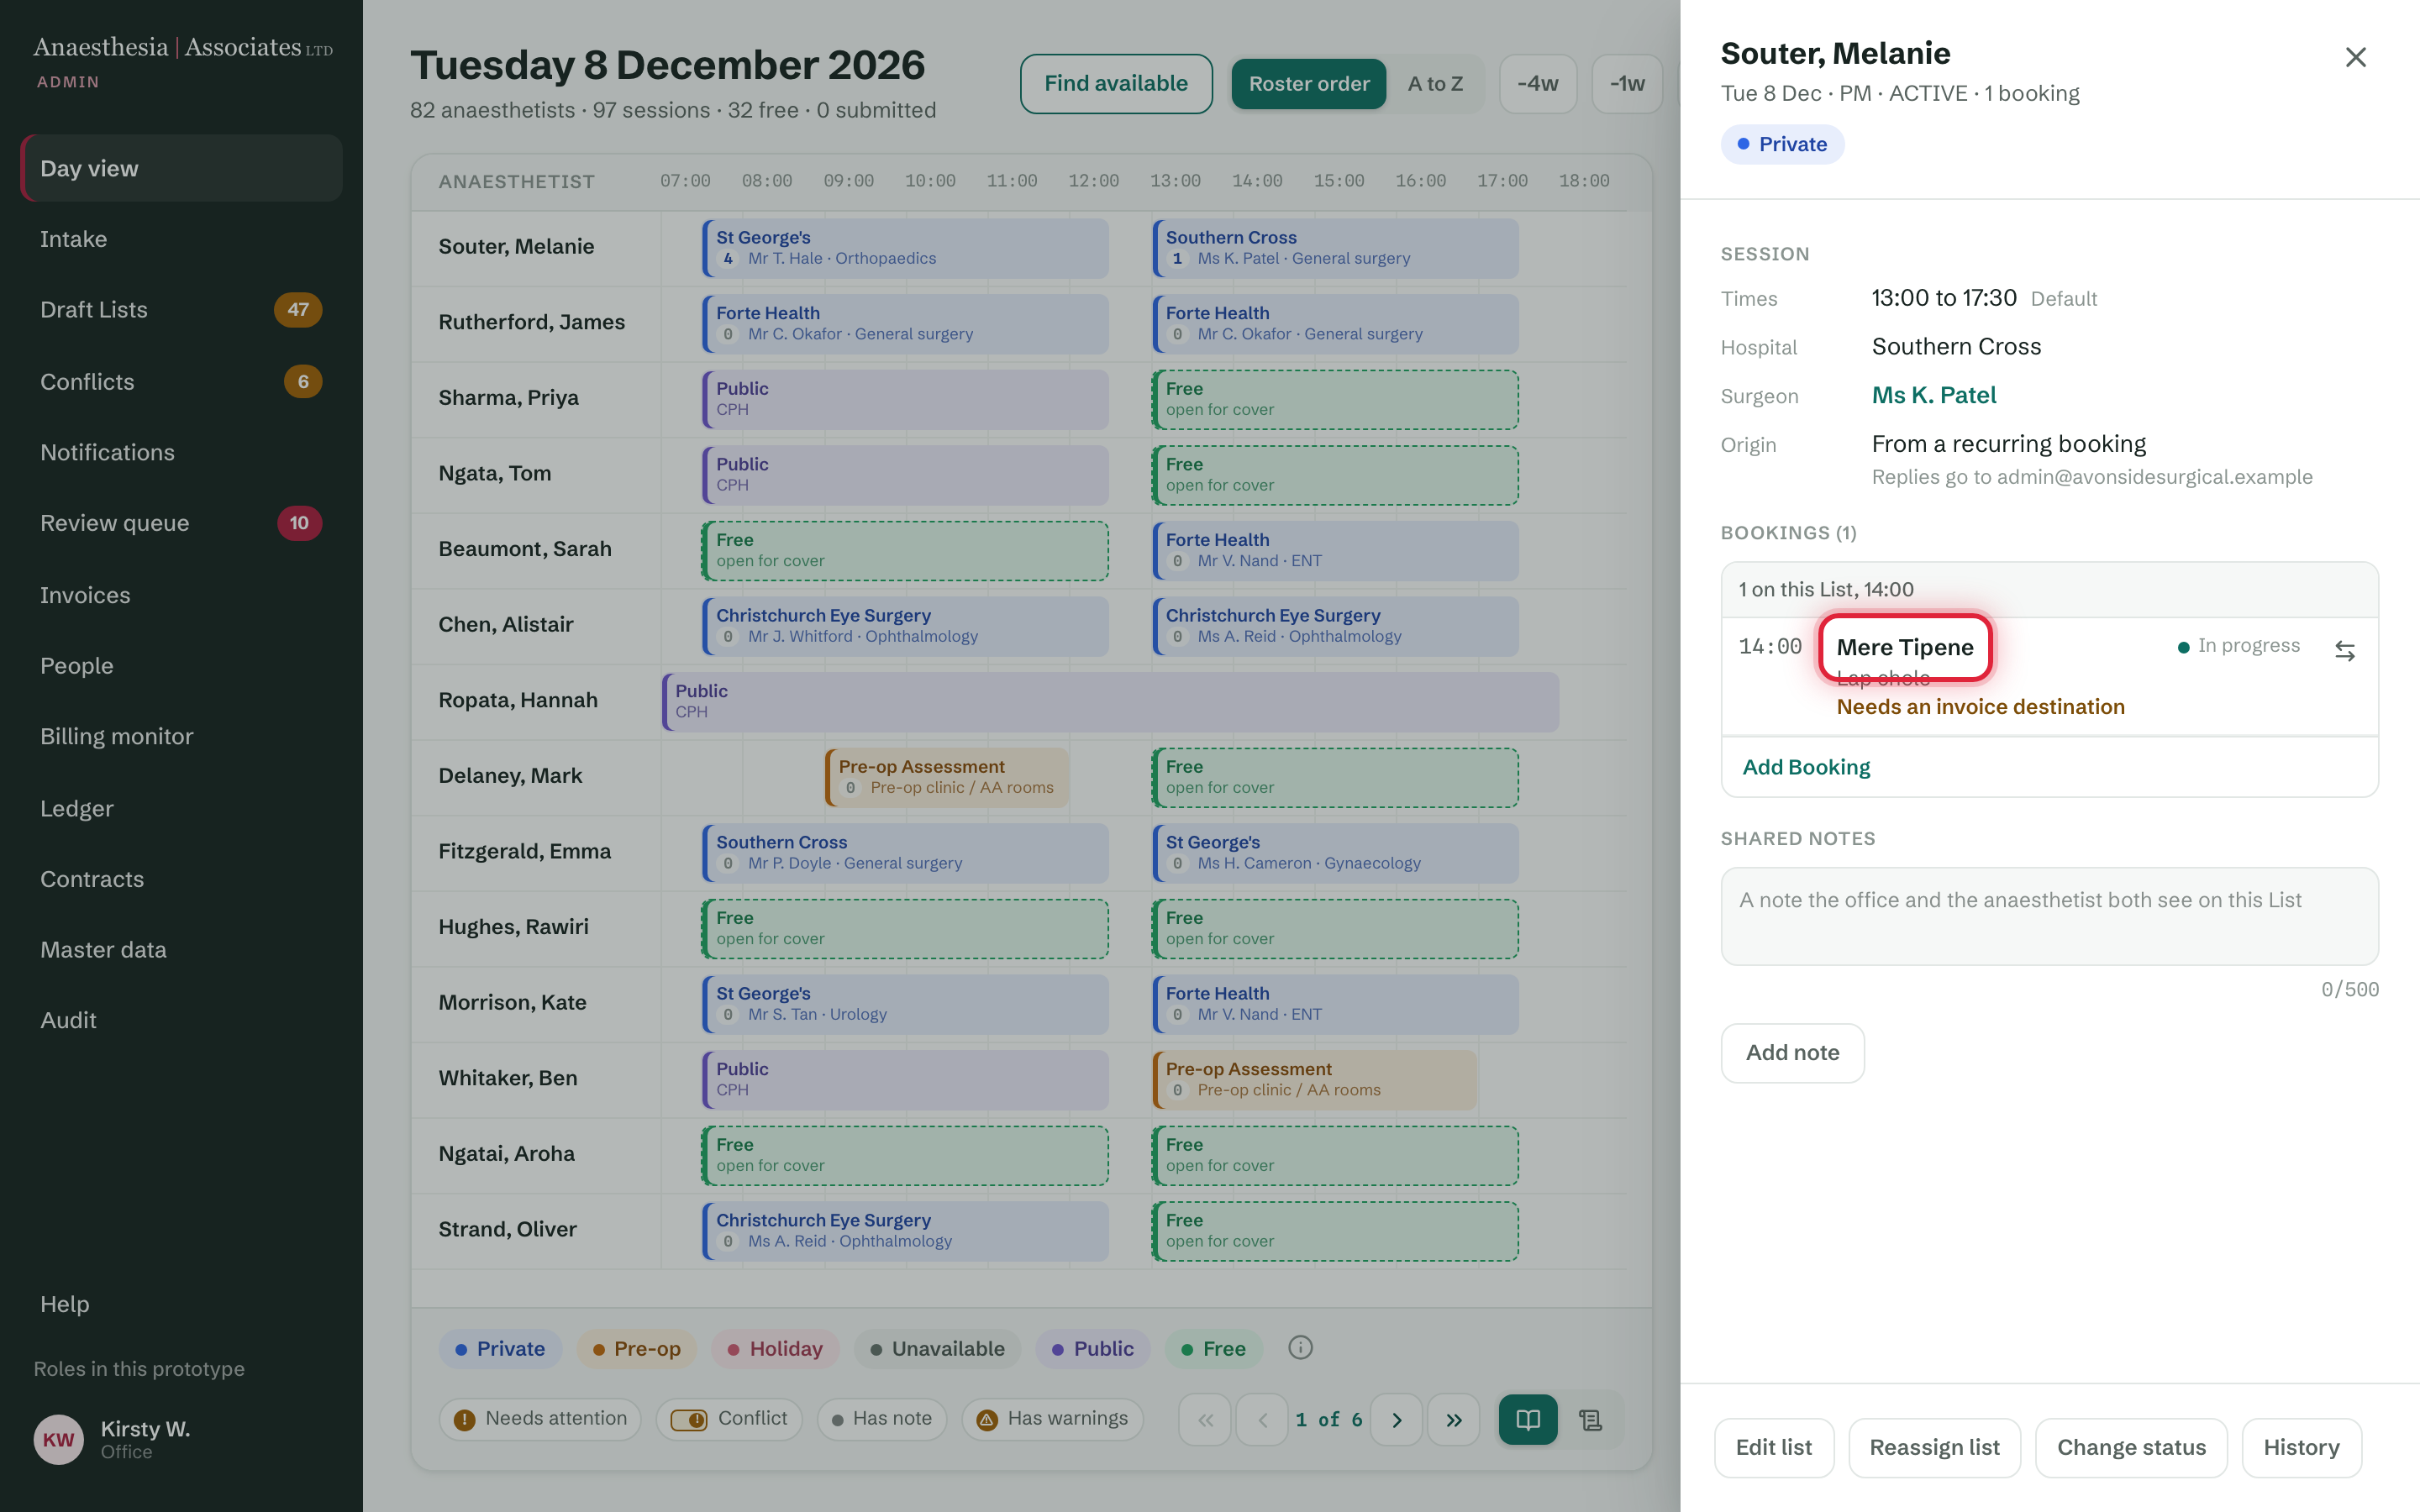 Anaesthesia | Associates LTD
ADMIN
Day view
Intake
Draft Lists 47
Conflicts 6
Notifications
Review queue 10
Invoices
People
Billing monitor
Ledger
Contracts
Master data
Audit
Help
Roles in this prototype
KW Kirsty W.
Office
Tuesday 8 December 2026
82 anaesthetists · 97 sessions · 32 free · 0 submitted
Find available Roster order A to Z -4w -1w
ANAESTHETIST 07:00 08:00 09:00 10:00 11:00 12:00 13:00 14:00 15:00 16:00 17:00 18:00
Souter, Melanie
St George's
4 Mr T. Hale · Orthopaedics
Southern Cross
1 Ms K. Patel · General surgery
Rutherford, James
Forte Health
0 Mr C. Okafor · General surgery
Forte Health
0 Mr C. Okafor · General surgery
Sharma, Priya
Public
CPH
Free
open for cover
Ngata, Tom
Public
CPH
Free
open for cover
Beaumont, Sarah
Free
open for cover
Forte Health
0 Mr V. Nand · ENT
Chen, Alistair
Christchurch Eye Surgery
0 Mr J. Whitford · Ophthalmology
Christchurch Eye Surgery
0 Ms A. Reid · Ophthalmology
Ropata, Hannah
Public
CPH
Delaney, Mark
Pre-op Assessment
0 Pre-op clinic / AA rooms
Free
open for cover
Fitzgerald, Emma
Southern Cross
0 Mr P. Doyle · General surgery
St George's
0 Ms H. Cameron · Gynaecology
Hughes, Rawiri
Free
open for cover
Free
open for cover
Morrison, Kate
St George's
0 Mr S. Tan · Urology
Forte Health
0 Mr V. Nand · ENT
Whitaker, Ben
Public
CPH
Pre-op Assessment
0 Pre-op clinic / AA rooms
Ngatai, Aroha
Free
open for cover
Free
open for cover
Strand, Oliver
Christchurch Eye Surgery
0 Ms A. Reid · Ophthalmology
Free
open for cover
Private Pre-op Holiday Unavailable Public Free
Needs attention Conflict Has note Has warnings 1 of 6
Souter, Melanie
Tue 8 Dec · PM · ACTIVE · 1 booking
Private
SESSION
Times 13:00 to 17:30 Default
Hospital Southern Cross
Surgeon Ms K. Patel
Origin From a recurring booking
Replies go to admin@avonsidesurgical.example
BOOKINGS (1)
1 on this List, 14:00
14:00 Mere Tipene In progress
Lap chole
Needs an invoice destination
Add Booking
SHARED NOTES
A note the office and the anaesthetist both see on this List
0/500
Add note
Edit list Reassign list Change status History